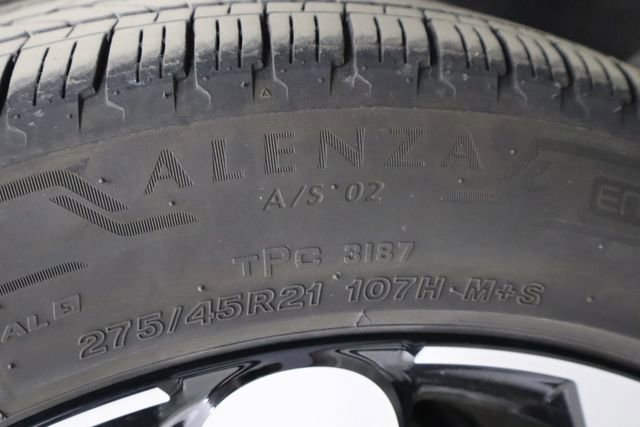 ALENZA
A/S 02
TPC 3187
275/45R21 107H M+S